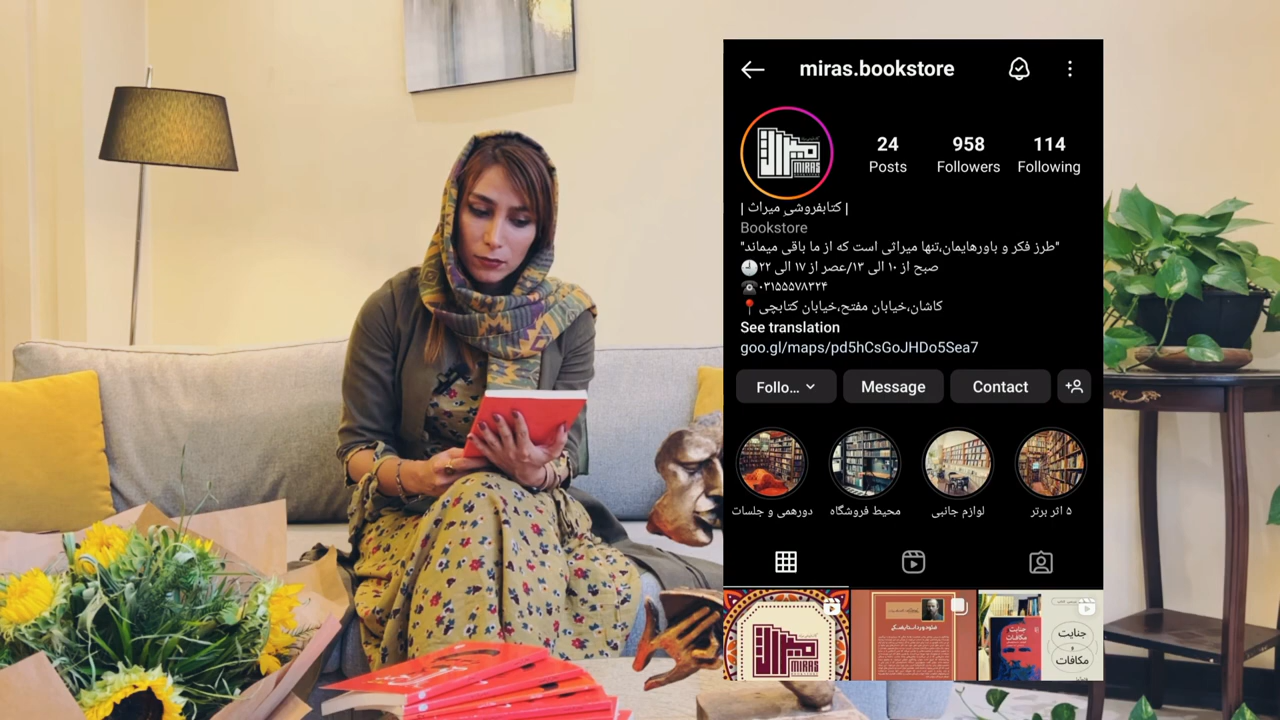 miras.bookstore
MIRAS
24
958
114
Posts
Followers
Following
| کتابفروشی میراث |
Bookstore
"طرز فکر و باورهایمان،تنها میراثی است که از ما باقی میماند"
🕘صبح از ۱۰ الی ۱۳/عصر از ۱۷ الی ۲۲
☎۰۳۱۵۵۵۷۸۳۲۴
📍کاشان،خیابان مفتح،خیابان کتابچی
See translation
goo.gl/maps/pd5hCsGoJHDo5Sea7
Follo...
Message
Contact
دورهمی و جلسات
محیط فروشگاه
لوازم جانبی
۵ اثر برتر
MIRAS
جنایت
مکافات
جنایت
و
مکافات